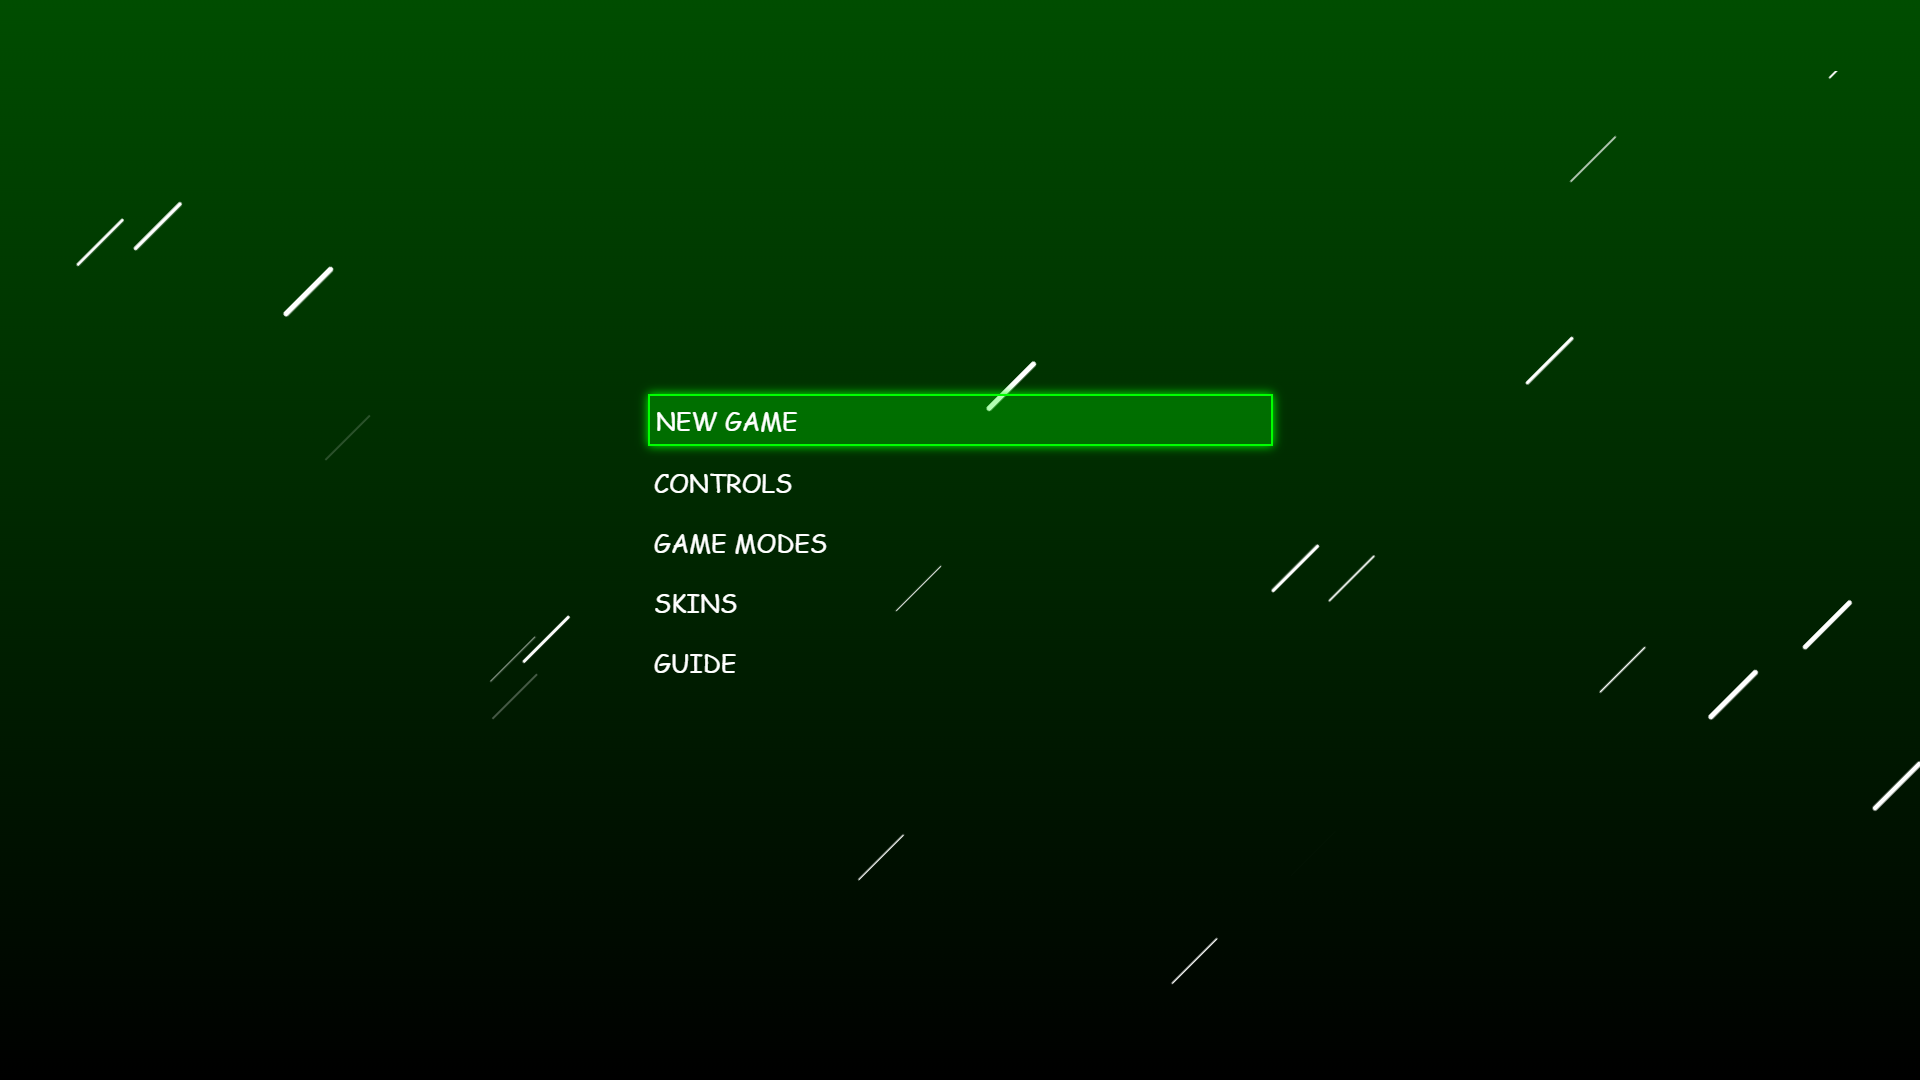 NEW GAME
CONTROLS
GAME MODES
SKINS
GUIDE